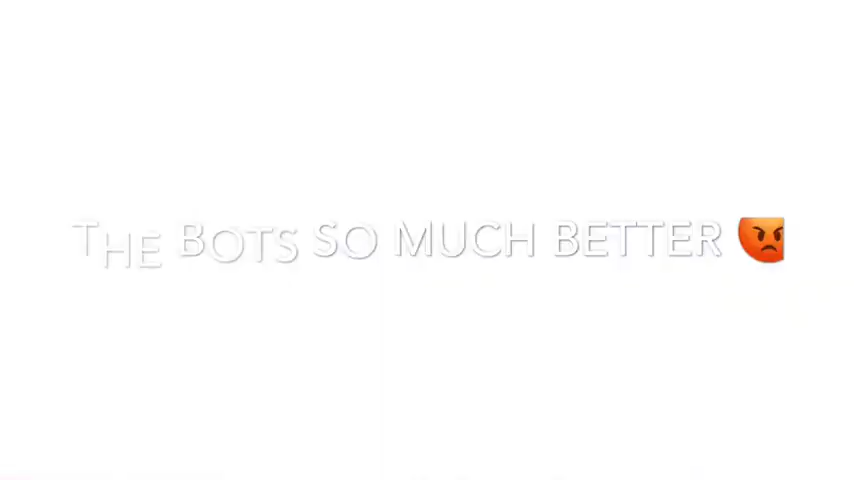 THE BOTS SO MUCH BETTER 😡